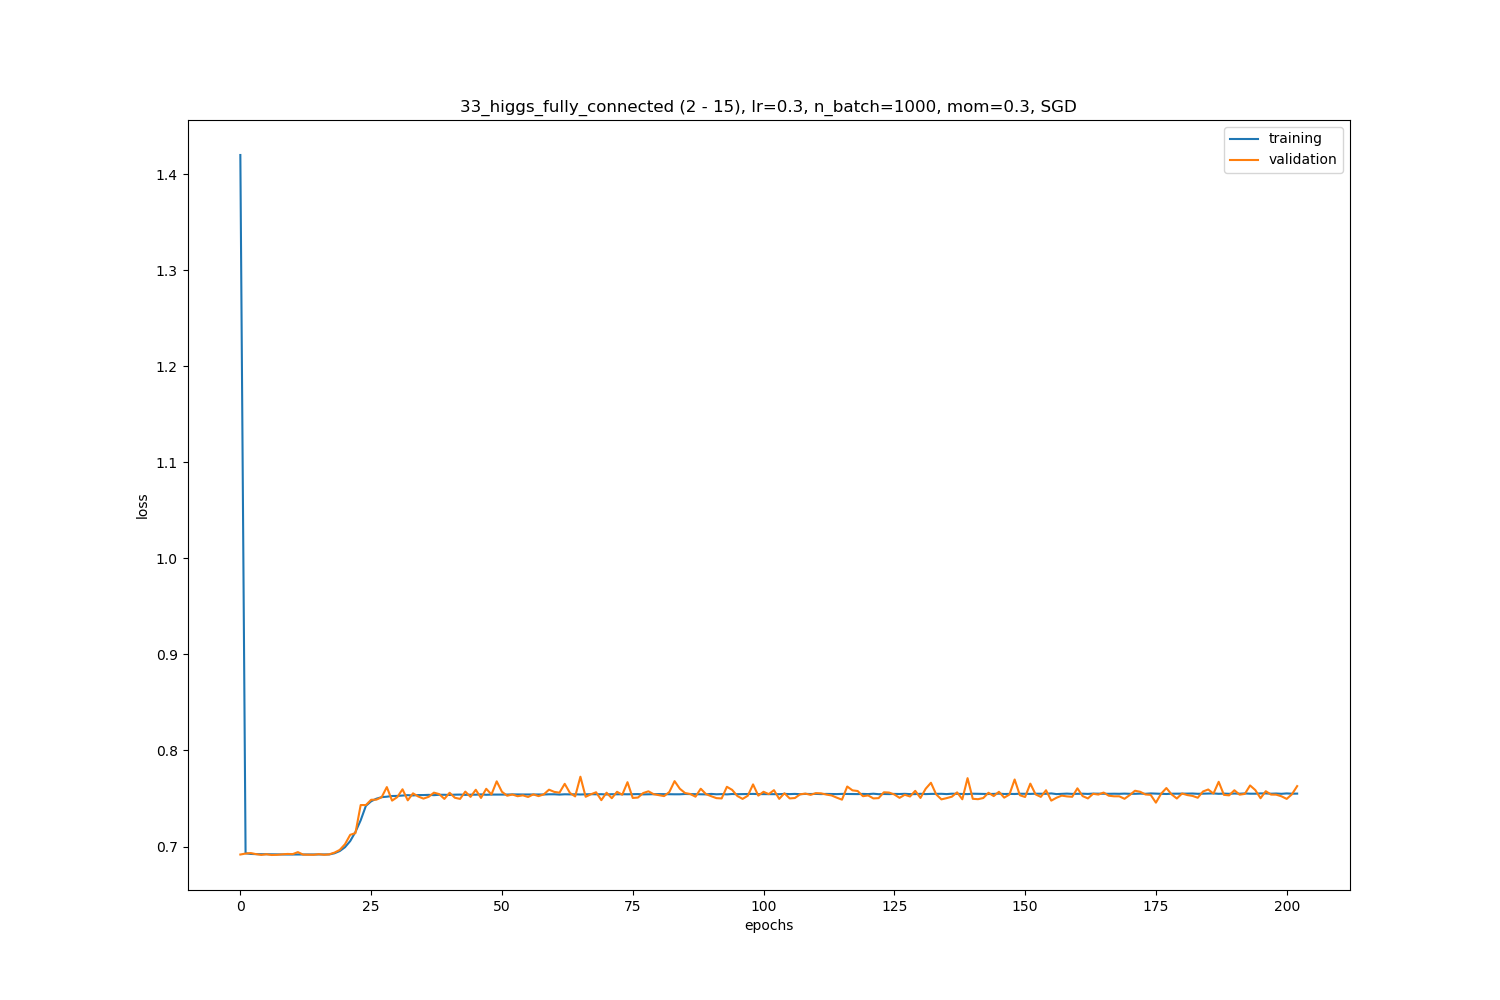 33_higgs_fully_connected (2 - 15), lr=0.3, n_batch=1000, mom=0.3, SGD
training
validation
1.4
1.3
1.2
1.1
1.0
0.9
0.8
0.7
loss
0 25 50 75 100 125 150 175 200
epochs